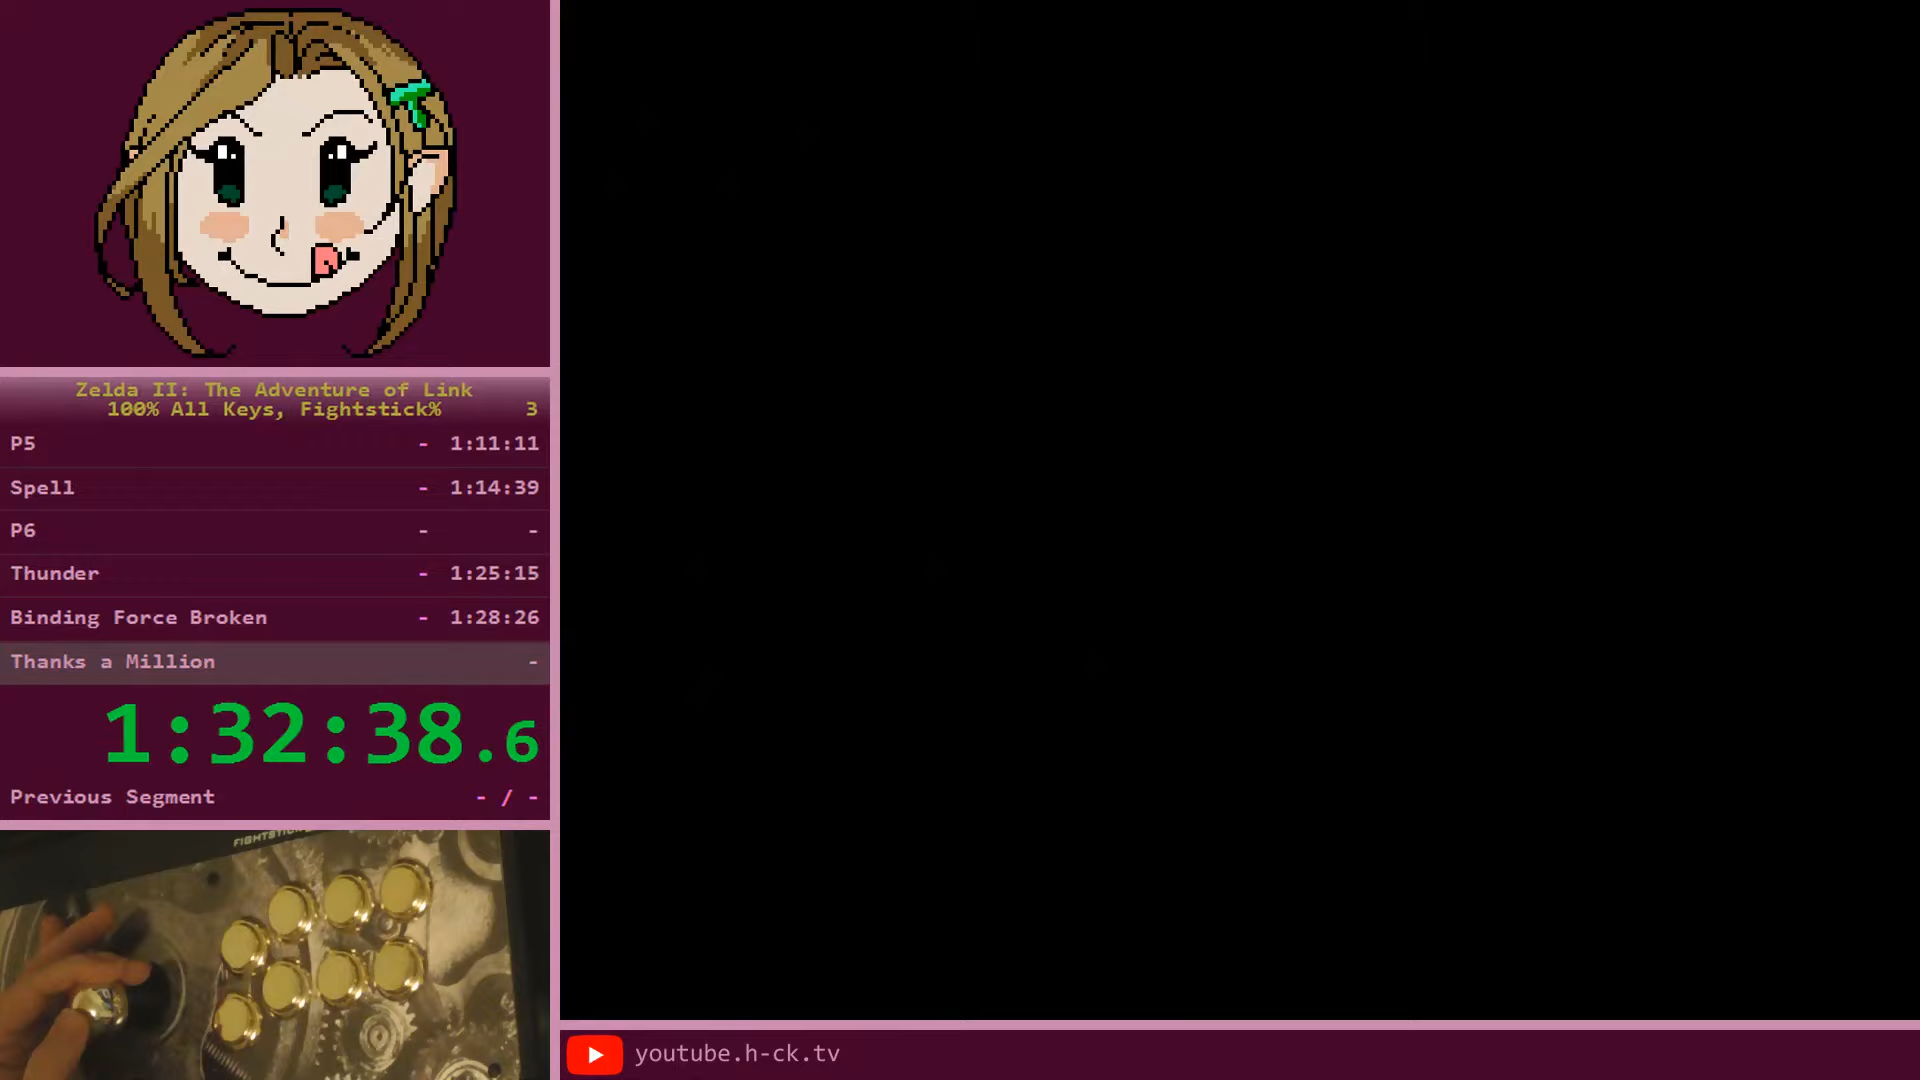 Zelda II: The Adventure of Link
100% All Keys, Fightstick% 3
P5 - 1:11:11
Spell - 1:14:39
P6 - -
Thunder - 1:25:15
Binding Force Broken - 1:28:26
Thanks a Million -
1:32:38.6
Previous Segment - / -
FIGHTSTICK
youtube.h-ck.tv